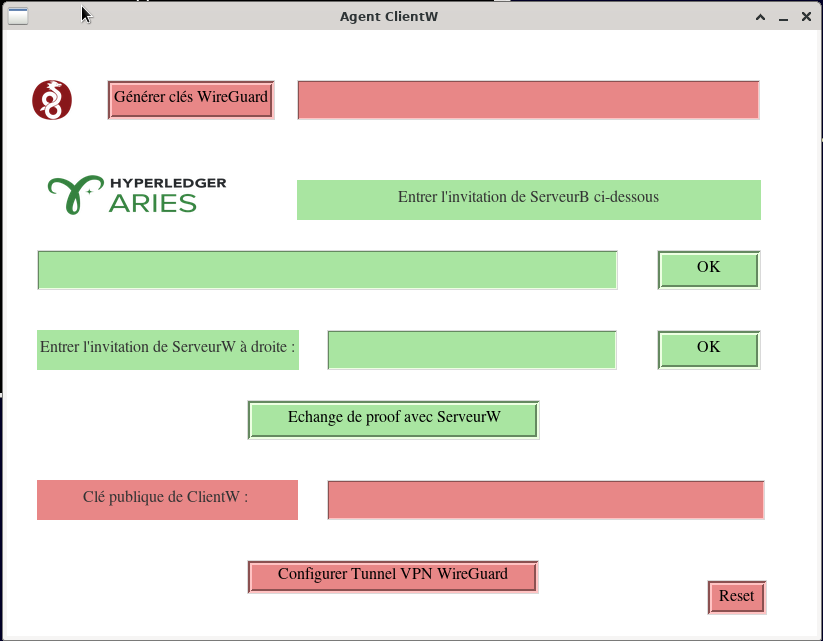 Agent ClientW
Générer clés WireGuard
HYPERLEDGER
ARIES
Entrer l'invitation de ServeurB ci-dessous
OK
Entrer l'invitation de ServeurW à droite :
OK
Echange de proof avec ServeurW
Clé publique de ClientW :
Configurer Tunnel VPN WireGuard
Reset